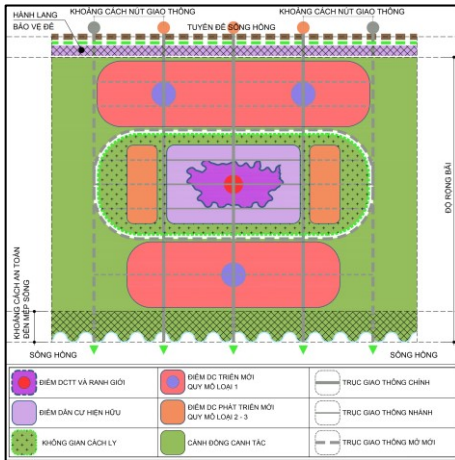 KHOẢNG CÁCH NÚT GIAO THÔNG
KHOẢNG CÁCH NÚT GIAO THÔNG
HÀNH LANG
BẢO VỆ ĐÊ
TUYẾN ĐÊ SÔNG HỒNG
ĐỘ RỘNG BÃI
KHOẢNG CÁCH AN TOÀN
ĐẾN MÉP SÔNG
SÔNG HỒNG
SÔNG HỒNG
ĐIỂM DCTT VÀ RANH GIỚI
ĐIỂM DC TRIỂN MỚI
QUY MÔ LOẠI 1
TRỤC GIAO THÔNG CHÍNH
ĐIỂM DÂN CƯ HIỆN HỮU
ĐIỂM DC PHÁT TRIỂN MỚI
QUY MÔ LOẠI 2 - 3
TRỤC GIAO THÔNG NHÁNH
KHÔNG GIAN CÁCH LY
CÁNH ĐỒNG CANH TÁC
TRỤC GIAO THÔNG MỞ MỚI